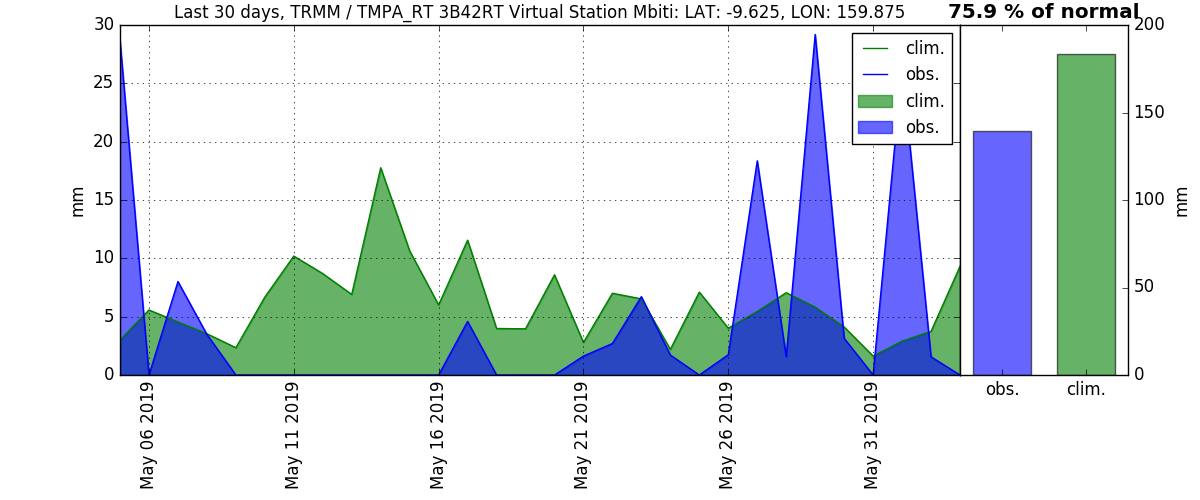 Last 30 days, TRMM / TMPA_RT 3B42RT Virtual Station Mbiti: LAT: -9.625, LON: 159.875
75.9 % of normal
30
25
20
15
10
5
0
mm
clim.
obs.
clim.
obs.
May 06 2019
May 11 2019
May 16 2019
May 21 2019
May 26 2019
May 31 2019
200
150
100
50
0
mm
obs.
clim.